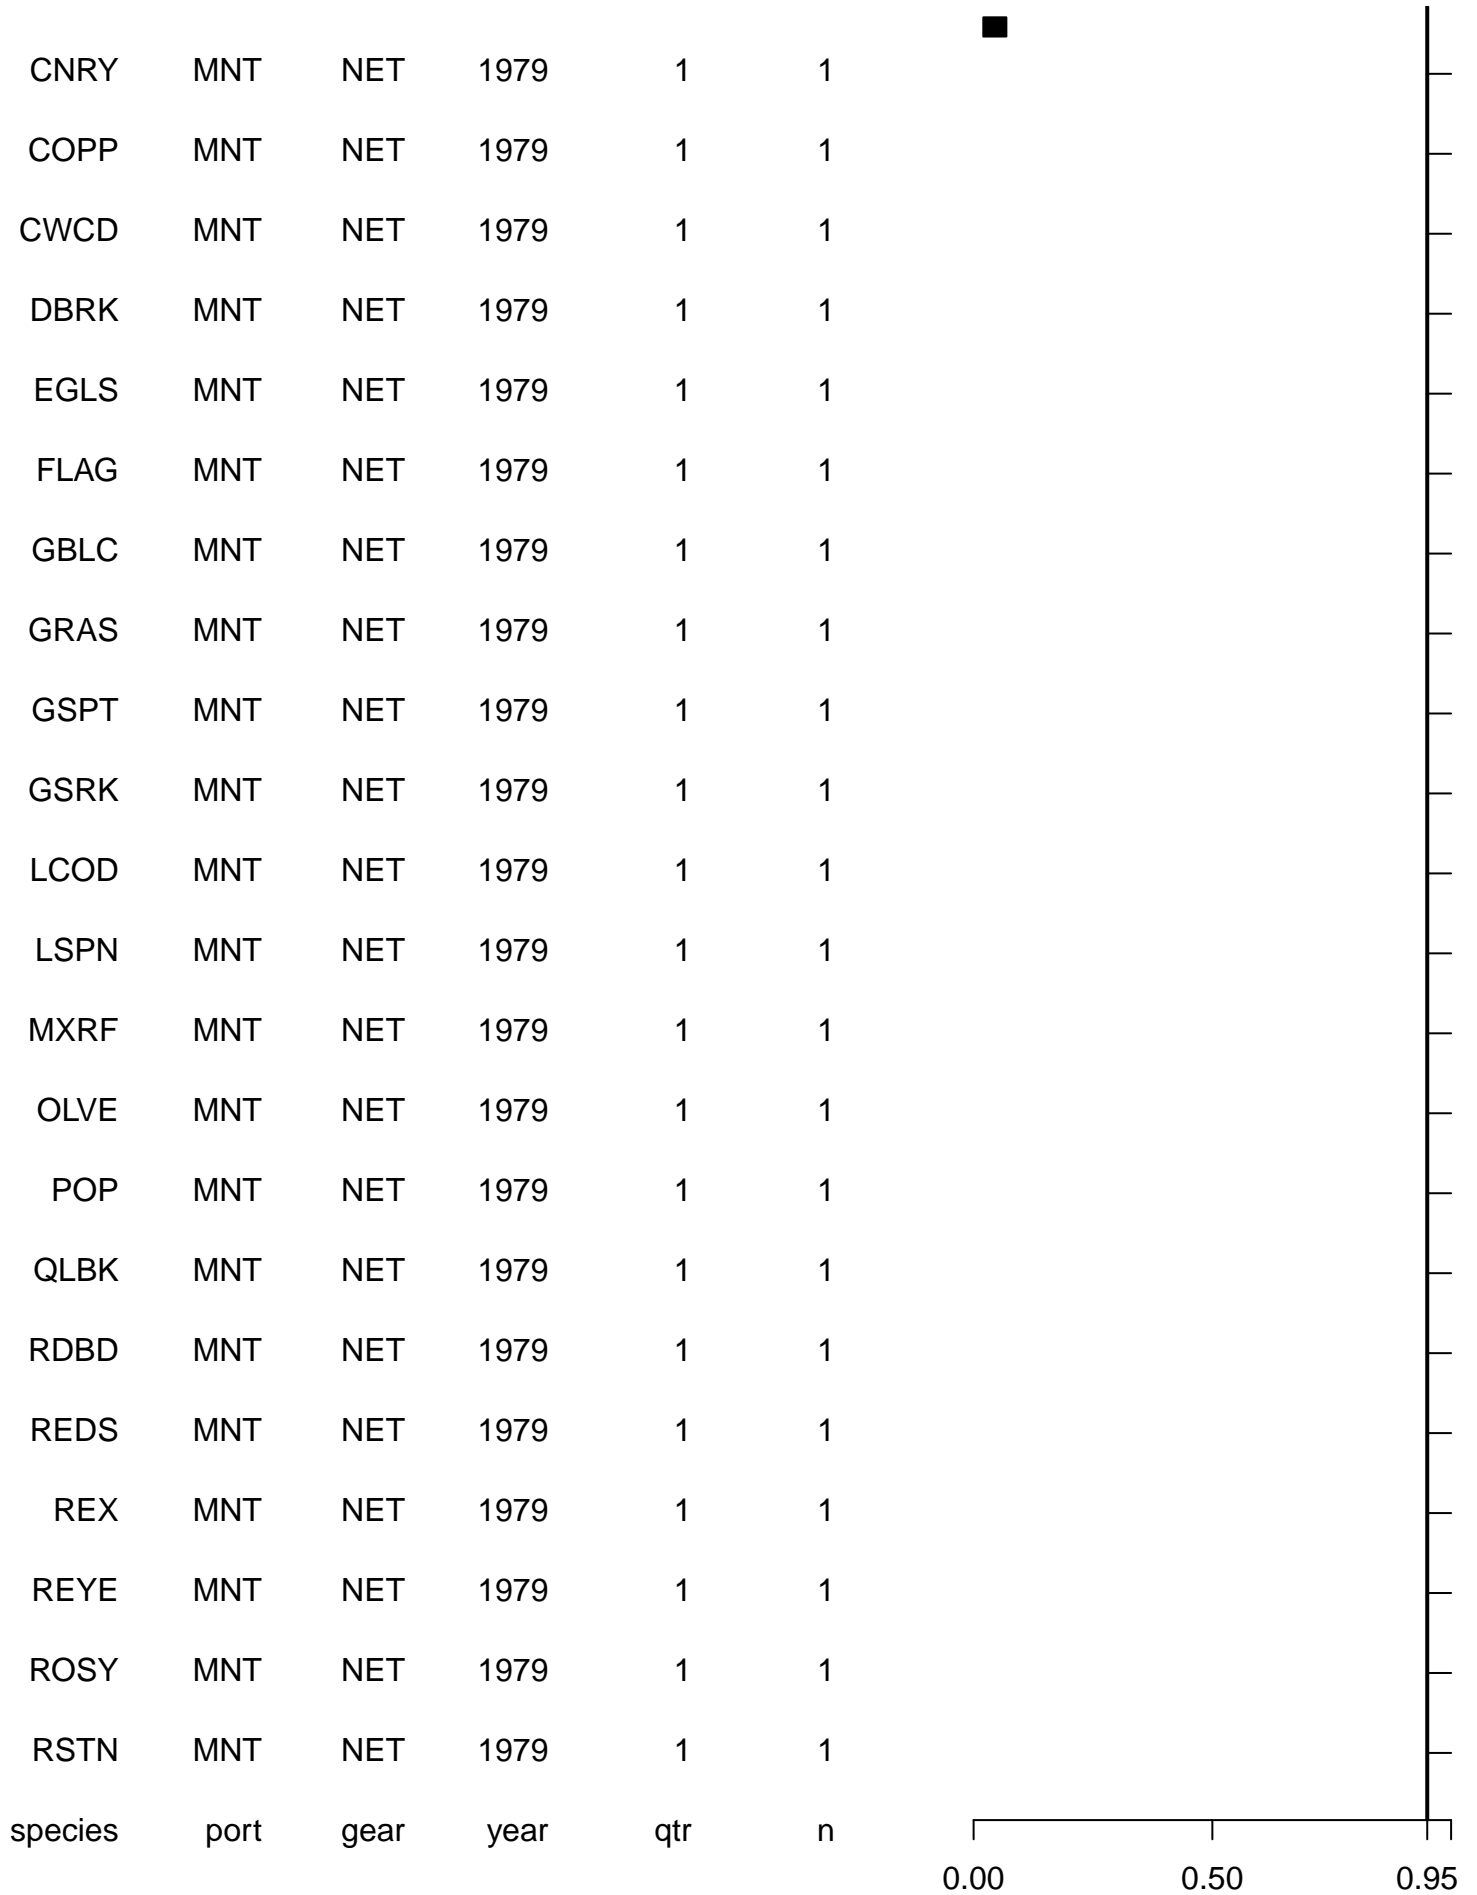 CNRY MNT NET 1979 1 1
COPP MNT NET 1979 1 1
CWCD MNT NET 1979 1 1
DBRK MNT NET 1979 1 1
EGLS MNT NET 1979 1 1
FLAG MNT NET 1979 1 1
GBLC MNT NET 1979 1 1
GRAS MNT NET 1979 1 1
GSPT MNT NET 1979 1 1
GSRK MNT NET 1979 1 1
LCOD MNT NET 1979 1 1
LSPN MNT NET 1979 1 1
MXRF MNT NET 1979 1 1
OLVE MNT NET 1979 1 1
POP MNT NET 1979 1 1
QLBK MNT NET 1979 1 1
RDBD MNT NET 1979 1 1
REDS MNT NET 1979 1 1
REX MNT NET 1979 1 1
REYE MNT NET 1979 1 1
ROSY MNT NET 1979 1 1
RSTN MNT NET 1979 1 1
species port gear year qtr n
0.00 0.50 0.95